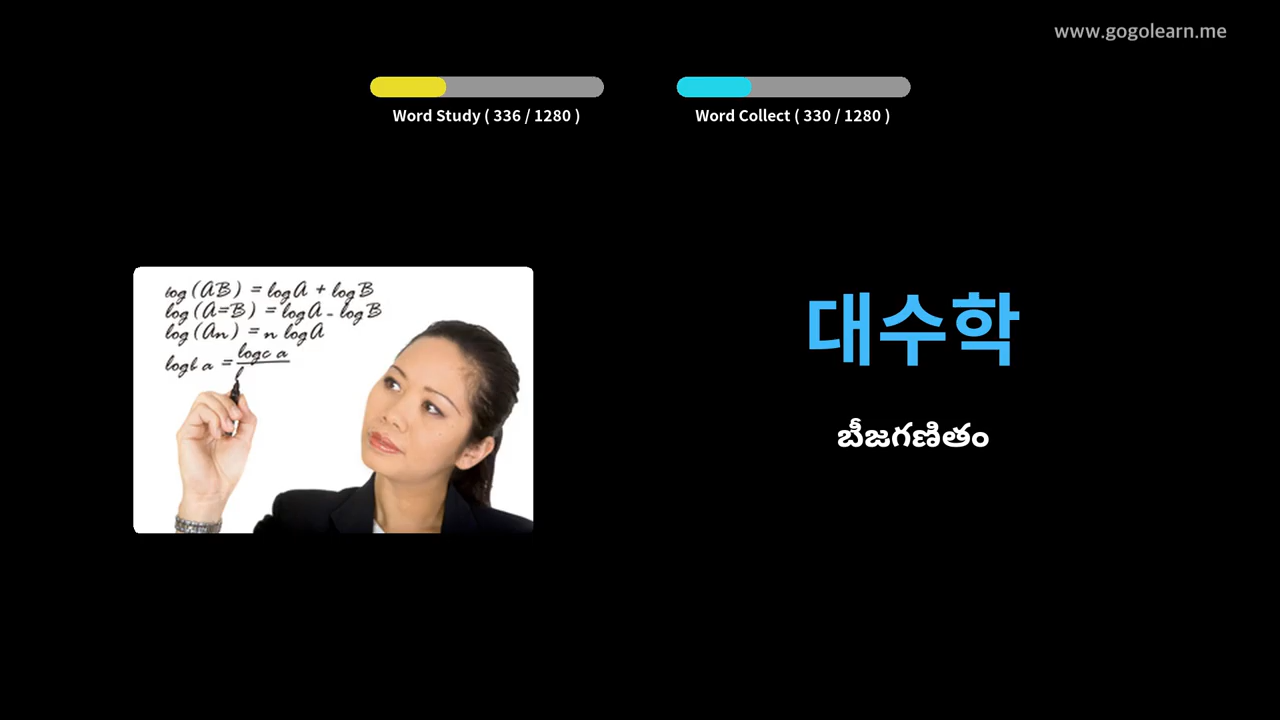 www.gogolearn.me
Word Study ( 336 / 1280 )
Word Collect ( 330 / 1280 )
log (AB) = log A + log B
log (A=B) = log A - log B
log (An) = n log A
logb a = logc a
대수학
బీజగణితం